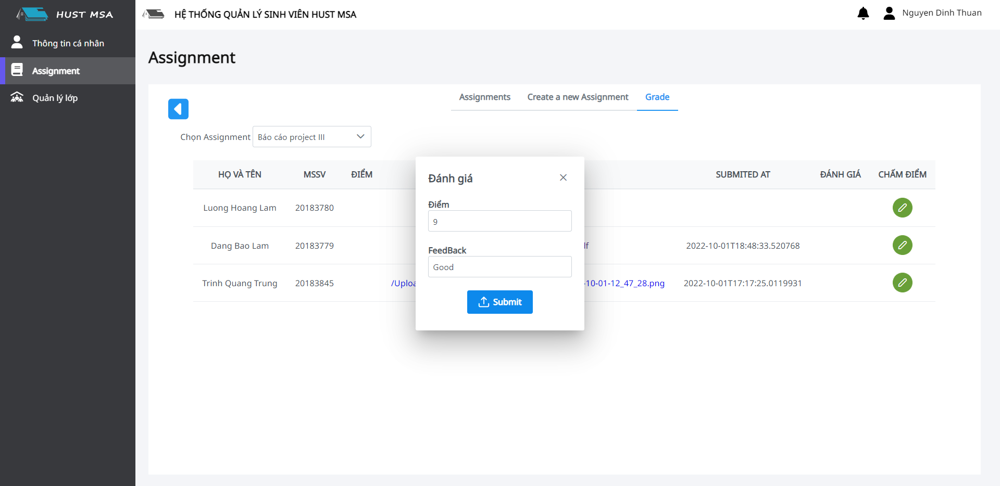 HUST MSA
HỆ THỐNG QUẢN LÝ SINH VIÊN HUST MSA
Nguyen Dinh Thuan
Thông tin cá nhân
Assignment
Quản lý lớp
Assignment
Assignments
Create a new Assignment
Grade
Chọn Assignment
Báo cáo project III
HỌ VÀ TÊN
MSSV
ĐIỂM
SUBMITED AT
ĐÁNH GIÁ
CHẤM ĐIỂM
Luong Hoang Lam
20183780
Dang Bao Lam
20183779
2022-10-01T18:48:33.520768
Trinh Quang Trung
20183845
/Uploa
-10-01-12_47_28.png
2022-10-01T17:17:25.0119931
Đánh giá
Điểm
9
FeedBack
Good
Submit